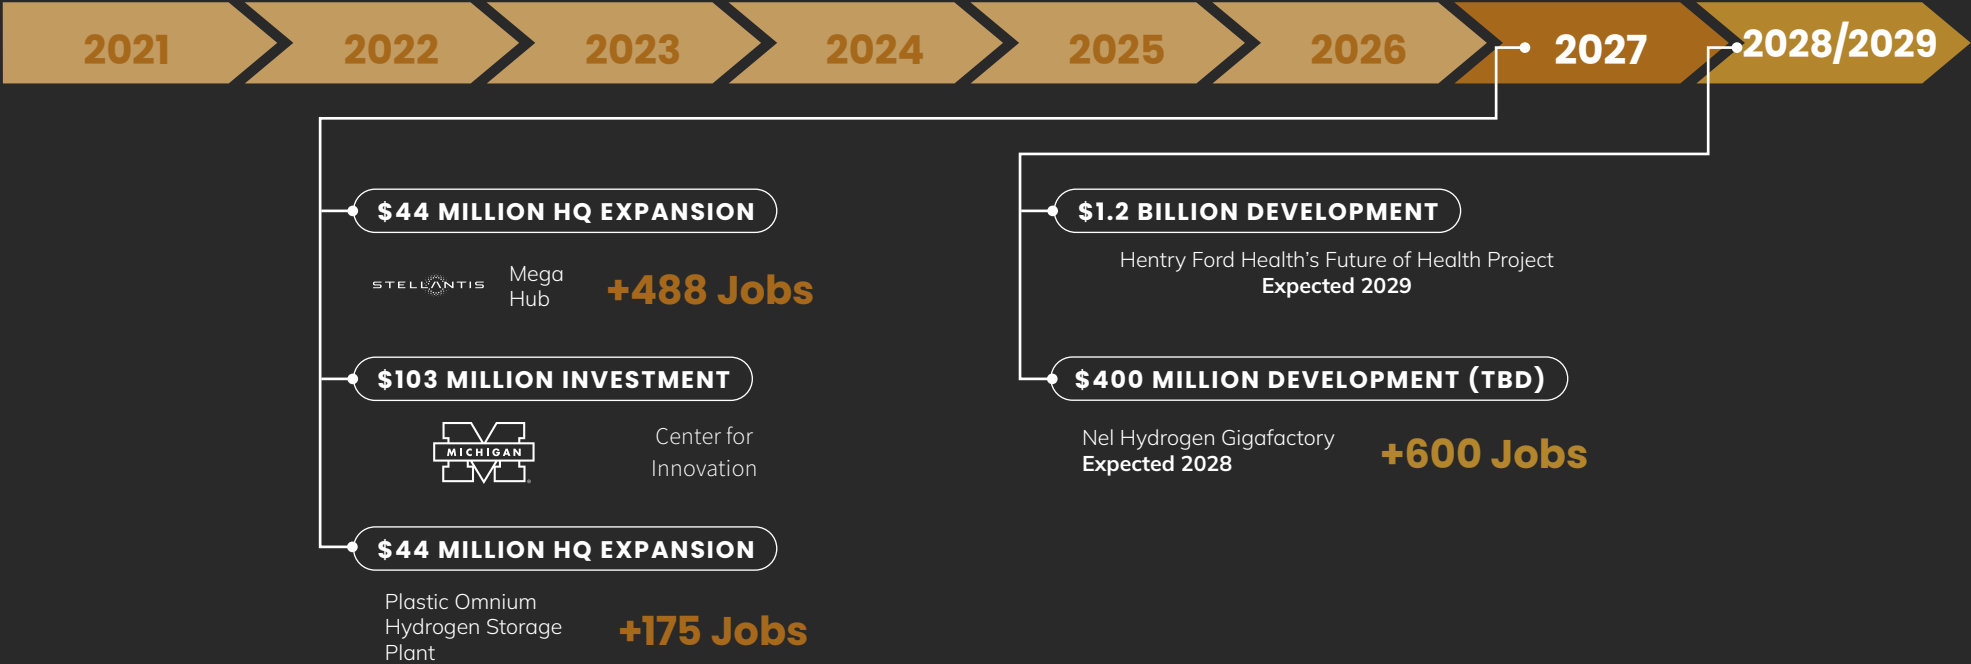 2021
2022
2023
2024
2025
2026
2027
2028/2029
$44 MILLION HQ EXPANSION
STELLANTIS
Mega
Hub
+488 Jobs
$103 MILLION INVESTMENT
MICHIGAN
Center for
Innovation
$44 MILLION HQ EXPANSION
Plastic Omnium
Hydrogen Storage
Plant
+175 Jobs
$1.2 BILLION DEVELOPMENT
Hentry Ford Health’s Future of Health Project
Expected 2029
$400 MILLION DEVELOPMENT (TBD)
Nel Hydrogen Gigafactory
Expected 2028
+600 Jobs